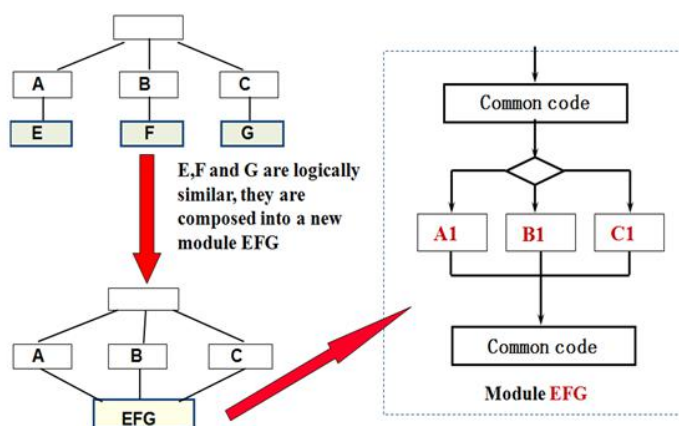 A
B
C
E
F
G
E,F and G are logically
similar, they are
composed into a new
module EFG
A
B
C
EFG
Common code
A1
B1
C1
Common code
Module EFG